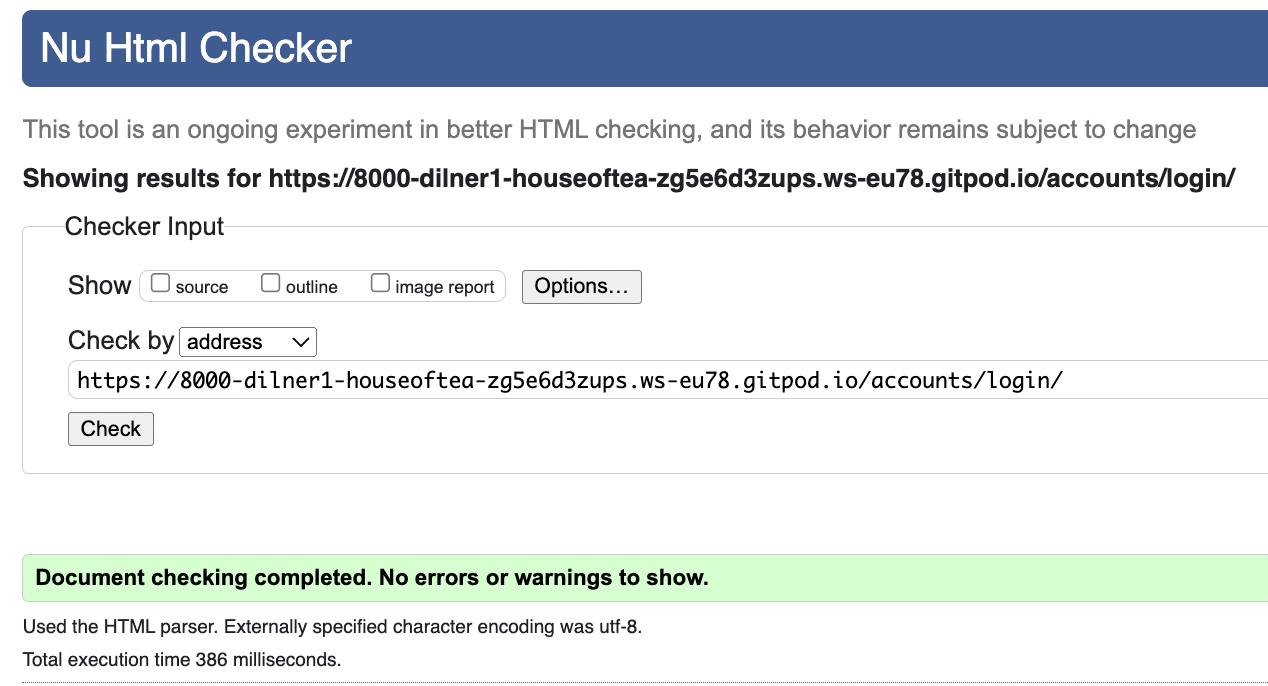 Nu Html Checker
This tool is an ongoing experiment in better HTML checking, and its behavior remains subject to change
Showing results for https://8000-dilner1-houseoftea-zg5e6d3zups.ws-eu78.gitpod.io/accounts/login/
Checker Input
Show source outline image report Options...
Check by address
https://8000-dilner1-houseoftea-zg5e6d3zups.ws-eu78.gitpod.io/accounts/login/
Check
Document checking completed. No errors or warnings to show.
Used the HTML parser. Externally specified character encoding was utf-8.
Total execution time 386 milliseconds.